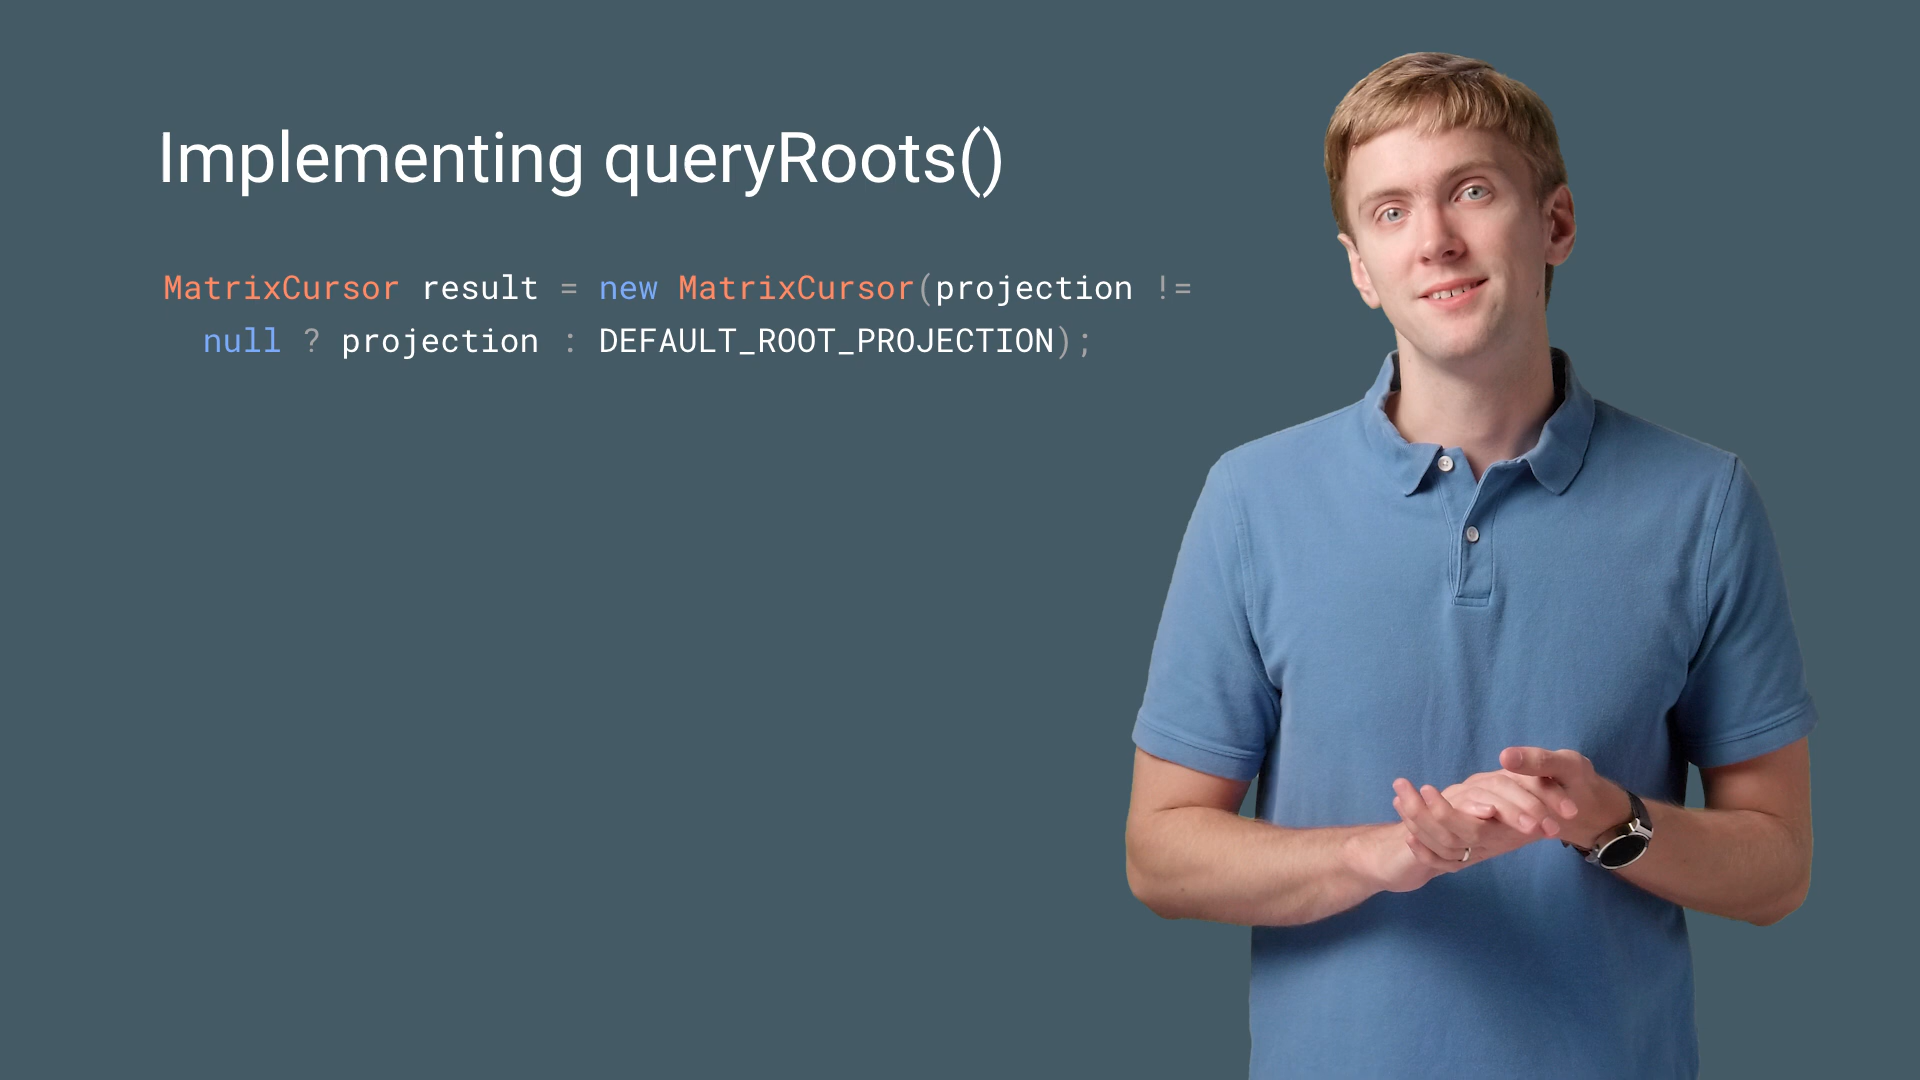 Implementing queryRoots()
MatrixCursor result = new MatrixCursor(projection !=
null ? projection : DEFAULT_ROOT_PROJECTION);